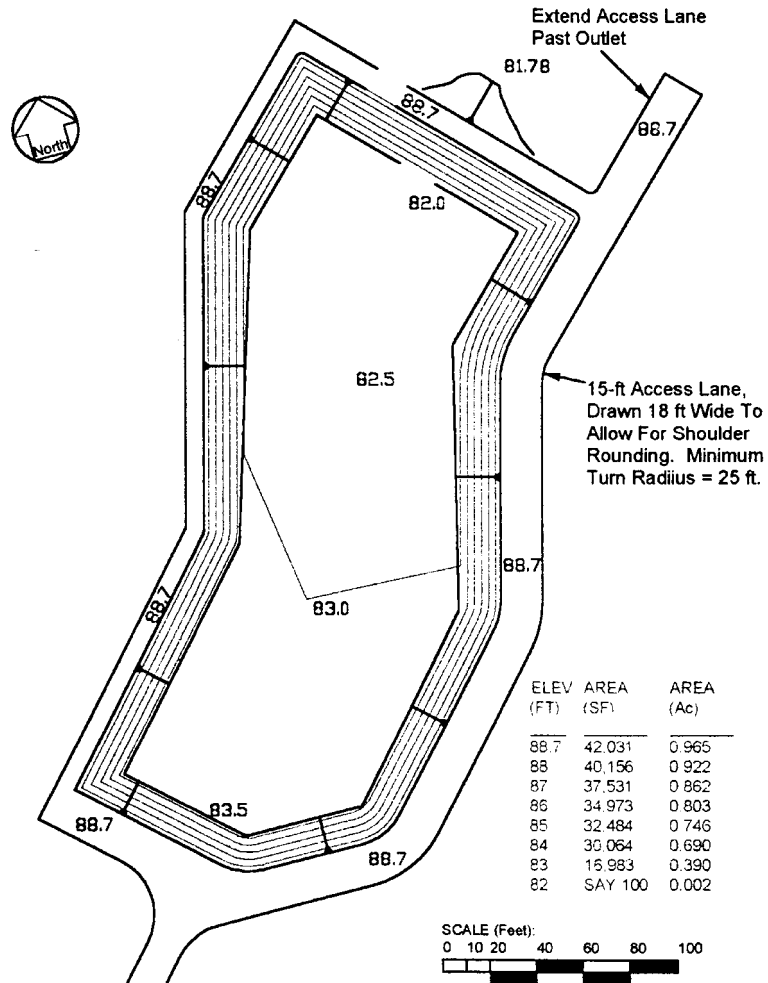 Extend Access Lane
Past Outlet
81.78
88.7
88.7
North
88.7
82.0
82.5
15-ft Access Lane,
Drawn 18 ft Wide To
Allow For Shoulder
Rounding. Minimum
Turn Radiius = 25 ft.
88.7
88.7
83.0
83.5
88.7
88.7
ELEV AREA AREA
(FT) (SF) (Ac)
88.7 42,031 0.965
88 40,156 0.922
87 37,531 0.862
86 34,973 0.803
85 32,484 0.746
84 30,064 0.690
83 16,983 0.390
82 SAY 100 0.002
SCALE (Feet):
0 10 20 40 60 80 100